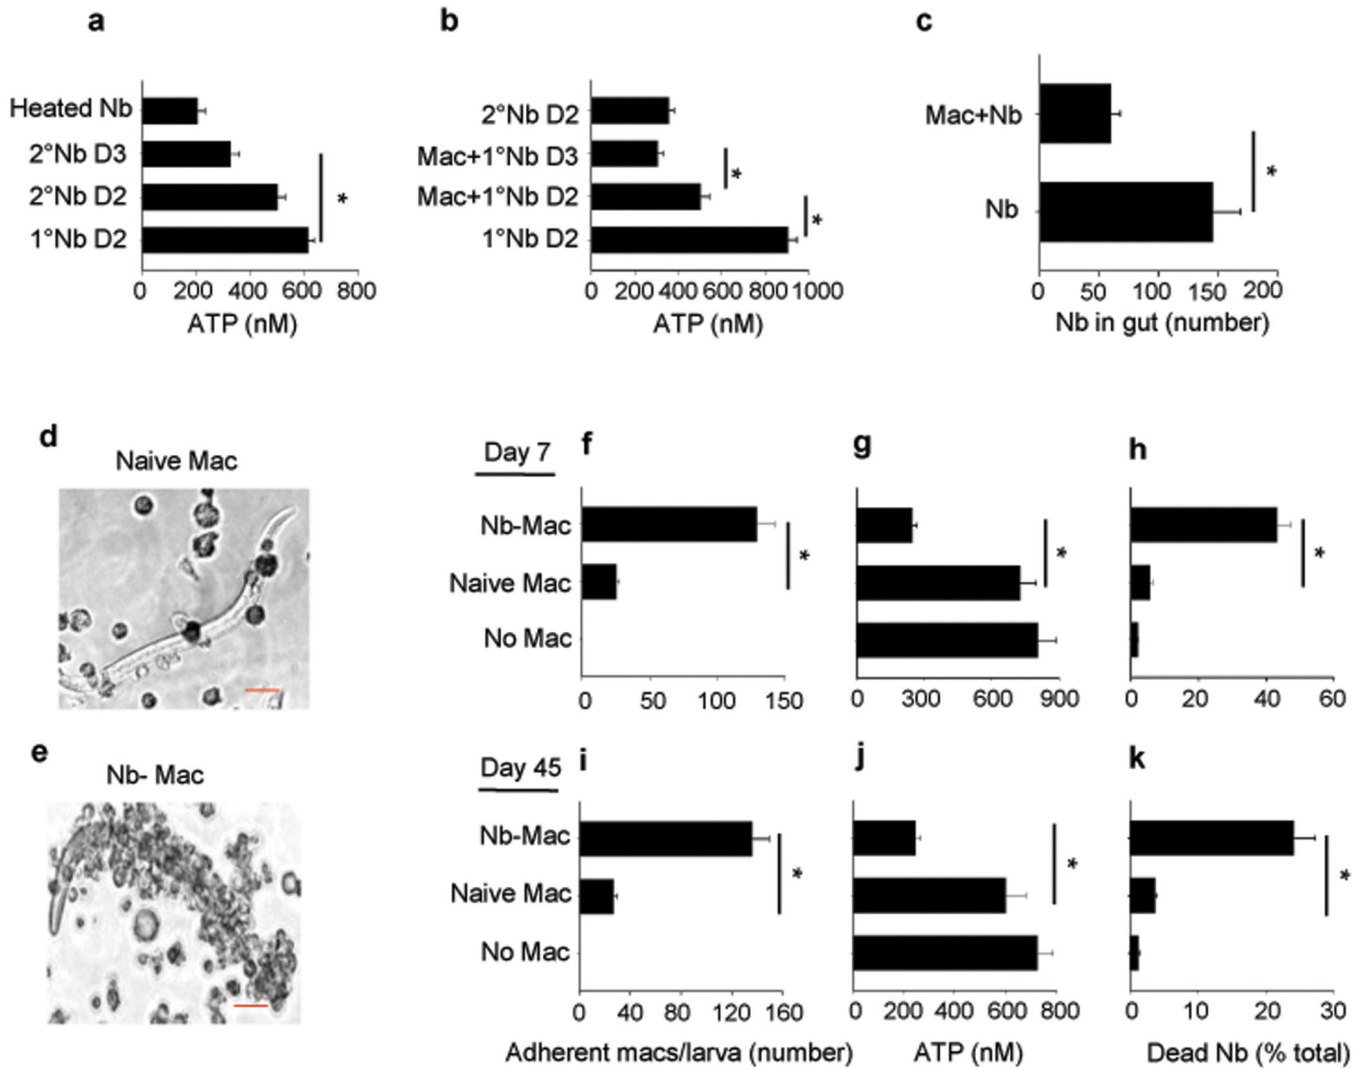 a
Heated Nb
2°Nb D3
2°Nb D2
1°Nb D2
*
0 200 400 600 800
ATP (nM)
b
2°Nb D2
Mac+1°Nb D3
Mac+1°Nb D2
1°Nb D2
*
*
0 200 400 600 800 1000
ATP (nM)
c
Mac+Nb
Nb
*
0 50 100 150 200
Nb in gut (number)
d
Naive Mac
e
Nb- Mac
Day 7
f
Nb-Mac
Naive Mac
No Mac
*
0 50 100 150
g
*
0 300 600 900
h
*
0 20 40 60
Day 45
i
Nb-Mac
Naive Mac
No Mac
*
0 40 80 120 160
Adherent macs/larva (number)
j
*
0 200 400 600 800
ATP (nM)
k
*
0 10 20 30
Dead Nb (% total)